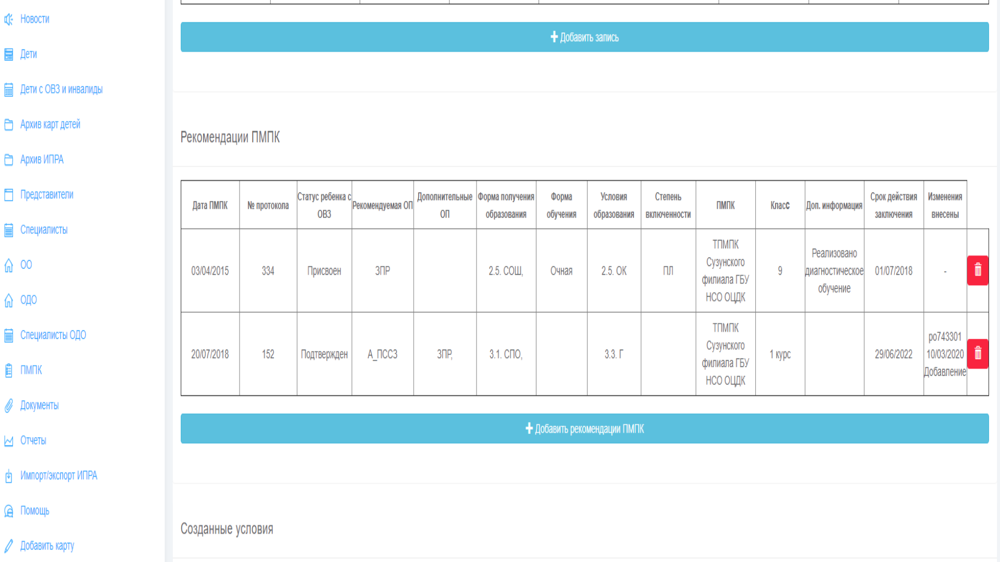 Новости
Дети
Дети с ОВЗ и инвалиды
Архив карт детей
Архив ИПРА
Представители
Специалисты
ОО
ОДО
Специалисты ОДО
ПМПК
Документы
Отчеты
Импорт/экспорт ИПРА
Помощь
Добавить карту
Добавить запись
Рекомендации ПМПК
Дата ПМПК
№ протокола
Статус ребенка с
ОВЗ
Рекомендуемая ОП
Дополнительные
ОП
Форма получения
образования
Форма
обучения
Условия
образования
Степень
включенности
ПМПК
Класс
Доп. информация
Срок действия
заключения
Изменения
внесены
03/04/2015
334
Присвоен
ЗПР
2.5. СОШ,
Очная
2.5. ОК
ПЛ
ТПМПК
Сузунского
филиала ГБУ
НСО ОЦДК
9
Реализовано
диагностическое
обучение
01/07/2018
-
20/07/2018
152
Подтвержден
А_ПССЗ
ЗПР,
3.1. СПО,
3.3. Г
ТПМПК
Сузунского
филиала ГБУ
НСО ОЦДК
1 курс
29/06/2022
po743301
10/03/2020
Добавление
Добавить рекомендации ПМПК
Созданные условия